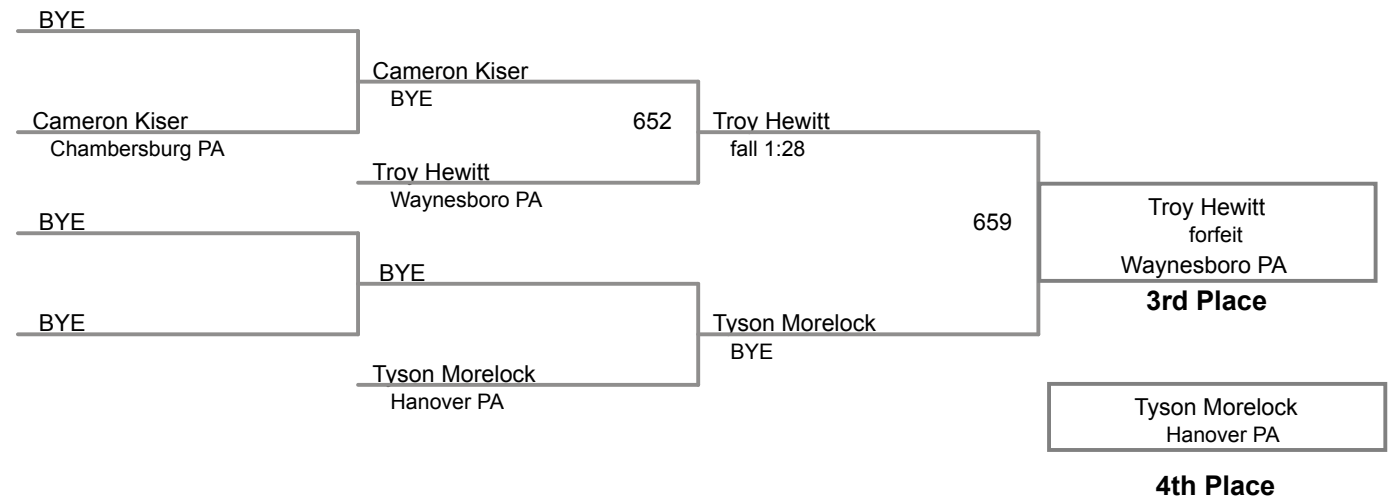 BYE
Cameron Kiser
Chambersburg PA
BYE
BYE
Cameron Kiser
BYE
652
Troy Hewitt
Waynesboro PA
BYE
Tyson Morelock
Hanover PA
Troy Hewitt
fall 1:28
659
Tyson Morelock
BYE
Troy Hewitt
forfeit
Waynesboro PA
3rd Place
Tyson Morelock
Hanover PA
4th Place